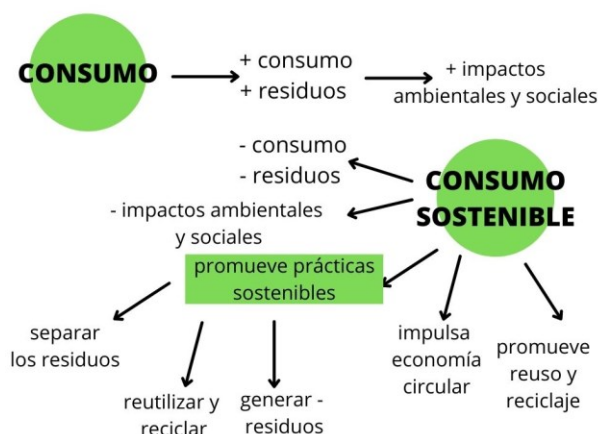 CONSUMO
+ consumo
+ residuos
+ impactos
ambientales y sociales
- consumo
- residuos
CONSUMO
SOSTENIBLE
- impactos ambientales
y sociales
promueve prácticas
sostenibles
separar
los residuos
reutilizar y
reciclar
generar -
residuos
impulsa
economía
circular
promueve
reuso y
reciclaje